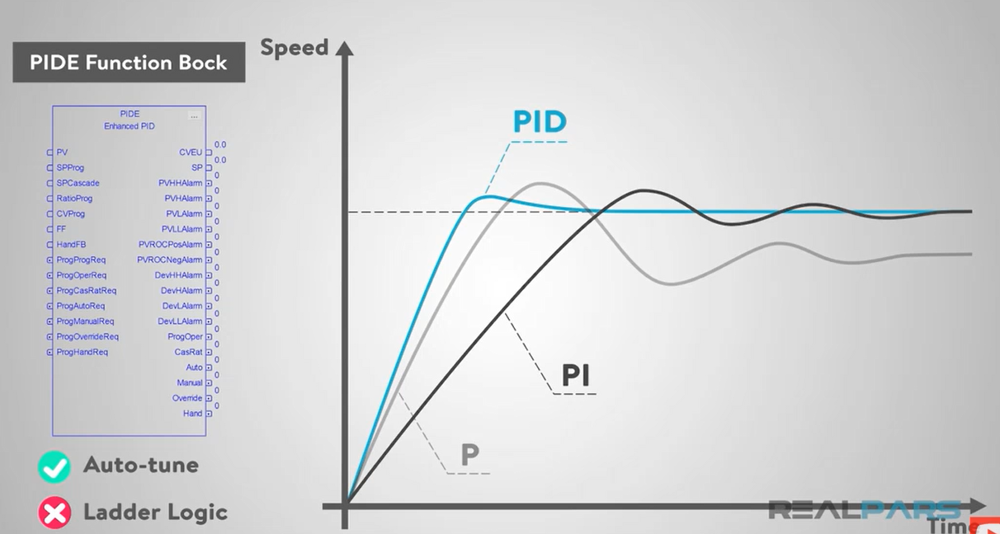 PIDE Function Bock
Speed
PIDE
...
Enhanced PID
0.0
PV CVEU
0.0
SPProg SP
0
SPCascade PVHHAlarm
0
RatioProg PVHAlarm
0
CVProg PVLAlarm
0
FF PVLLAlarm
0
HandFB PVROCPosAlarm
0
ProgProgReq PVROCNegAlarm
0
ProgOperReq DevHHAlarm
0
ProgCasRatReq DevHAlarm
0
ProgAutoReq DevLAlarm
0
ProgManualReq DevLLAlarm
0
ProgOverrideReq ProgOper
0
ProgHandReq CasRat
0
Auto
0
Manual
0
Override
0
Hand
PID
PI
P
Auto-tune
Ladder Logic
REALPARS
Time